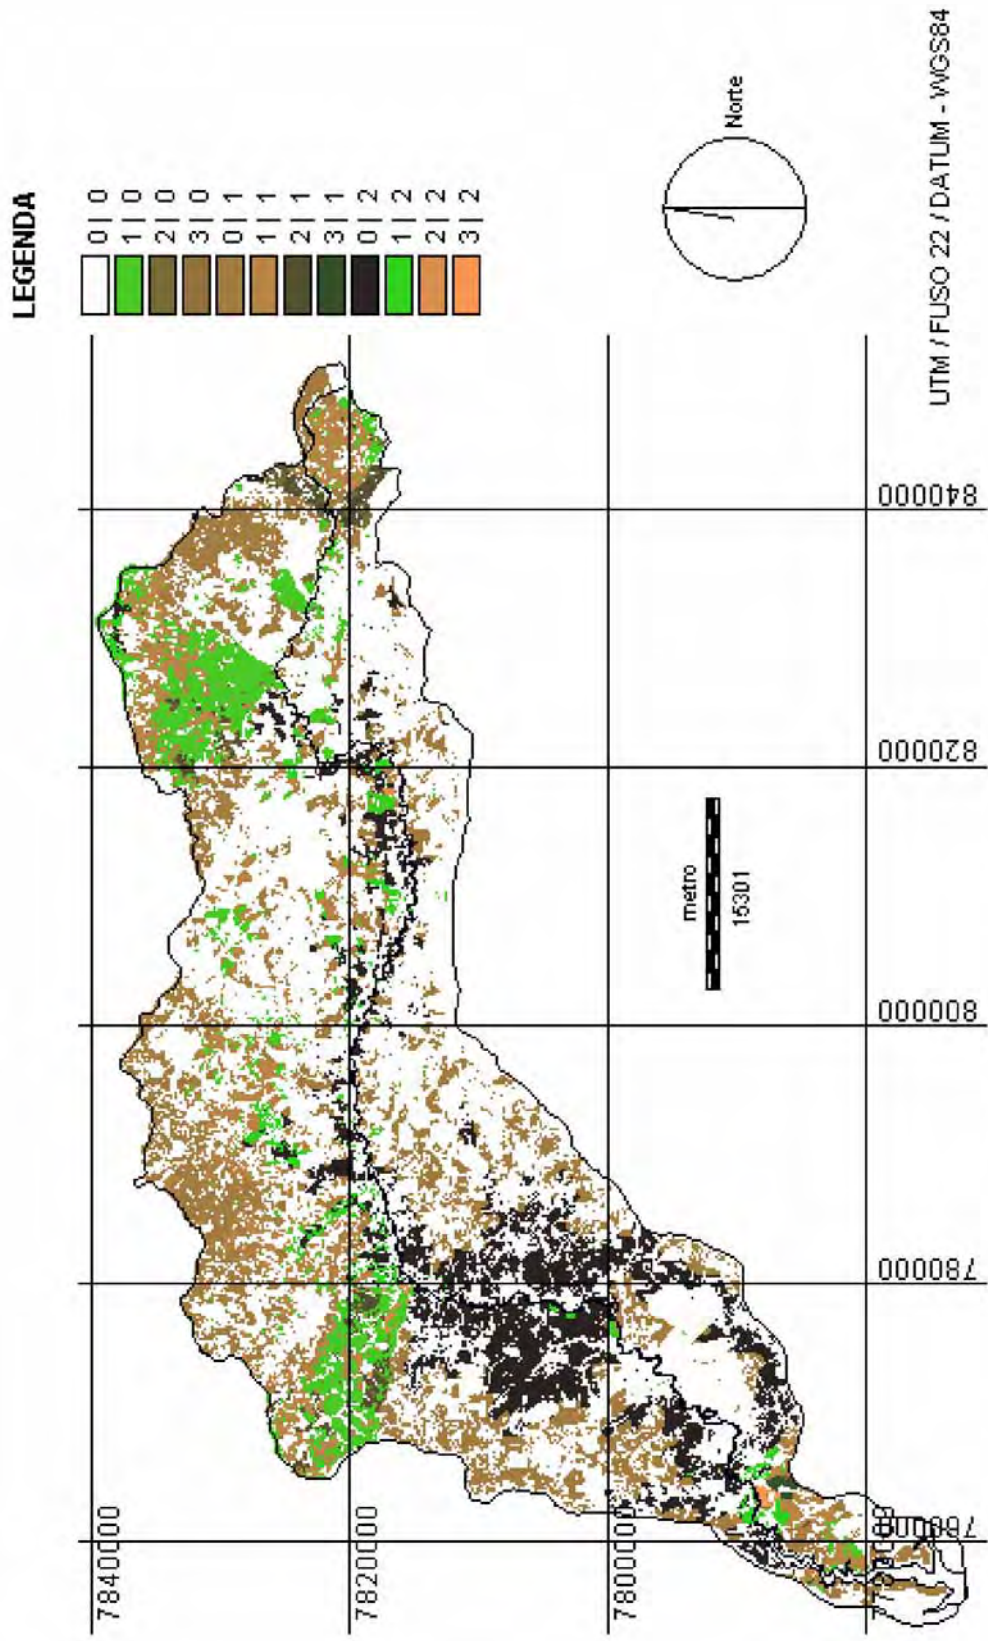 LEGENDA
0 | 0
1 | 0
2 | 0
3 | 0
0 | 1
1 | 1
2 | 1
3 | 1
0 | 2
1 | 2
2 | 2
3 | 2
Norte
UTM / FUSO 22 / DATUM - WGS84
metro
15301
7840000
7820000
7800000
760000
780000
800000
820000
840000